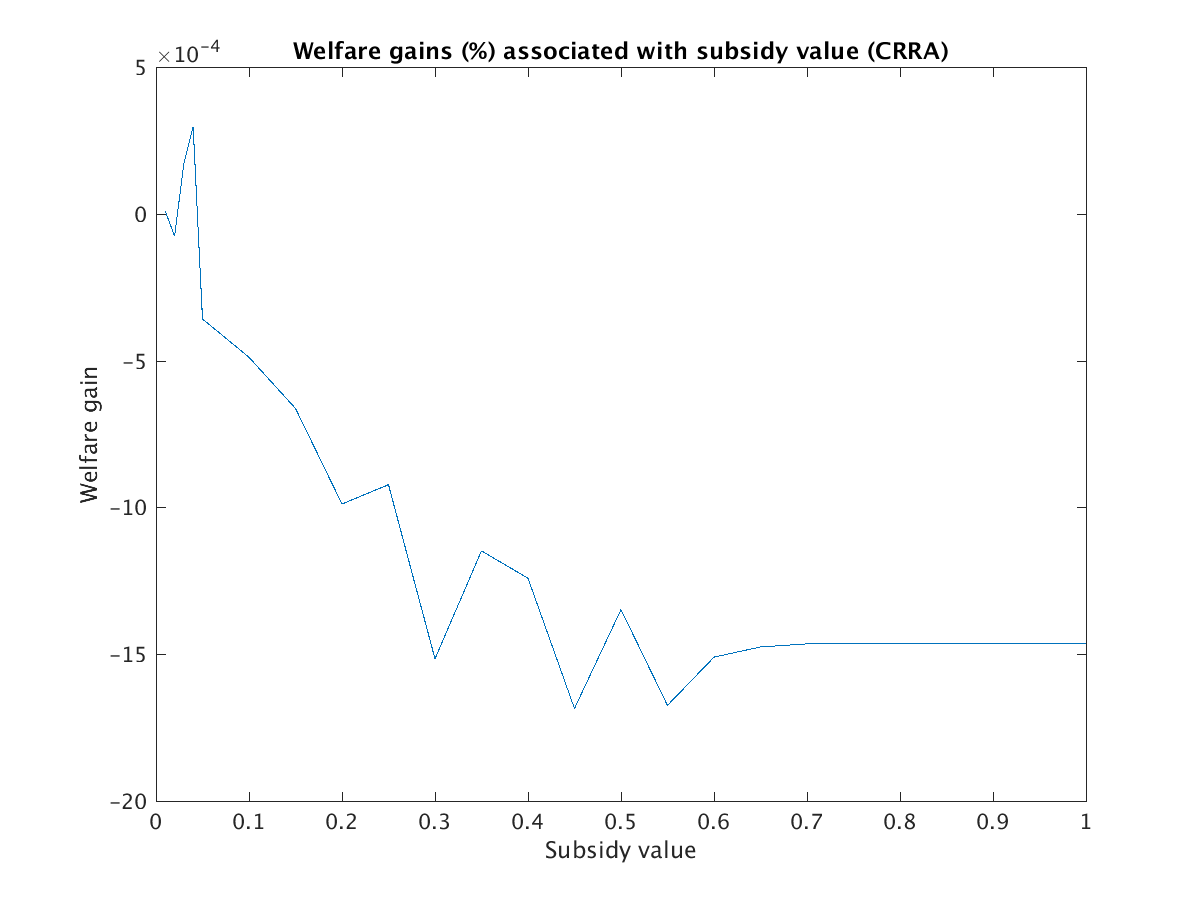 Welfare gains (%) associated with subsidy value (CRRA)
×10⁻⁴
5
0
-5
-10
-15
-20
Welfare gain
0 0.1 0.2 0.3 0.4 0.5 0.6 0.7 0.8 0.9 1
Subsidy value